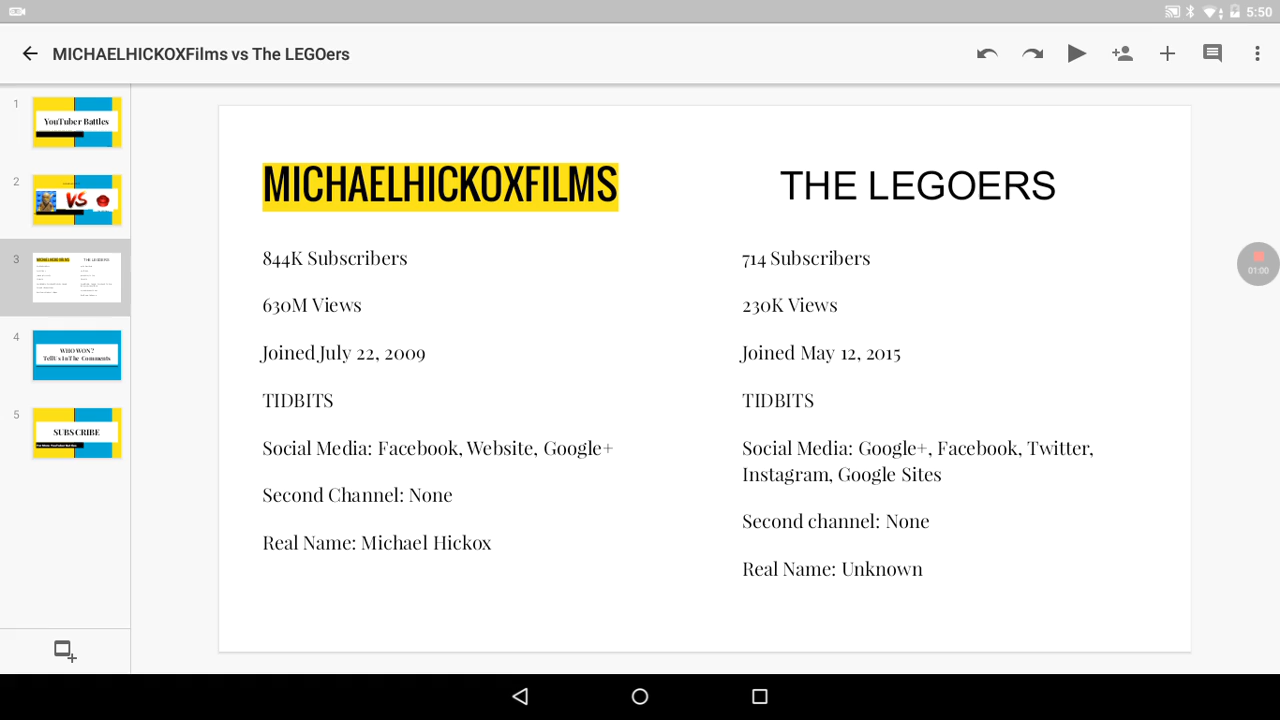 5:50
MICHAELHICKOXFilms vs The LEGOers
1
YouTuber Battles
2
VS
3
4
WHO WON?
Tell Us In The Comments
5
SUBSCRIBE
MICHAELHICKOXFILMS
844K Subscribers
630M Views
Joined July 22, 2009
TIDBITS
Social Media: Facebook, Website, Google+
Second Channel: None
Real Name: Michael Hickox
THE LEGOERS
714 Subscribers
230K Views
Joined May 12, 2015
TIDBITS
Social Media: Google+, Facebook, Twitter,
Instagram, Google Sites
Second channel: None
Real Name: Unknown
01:00